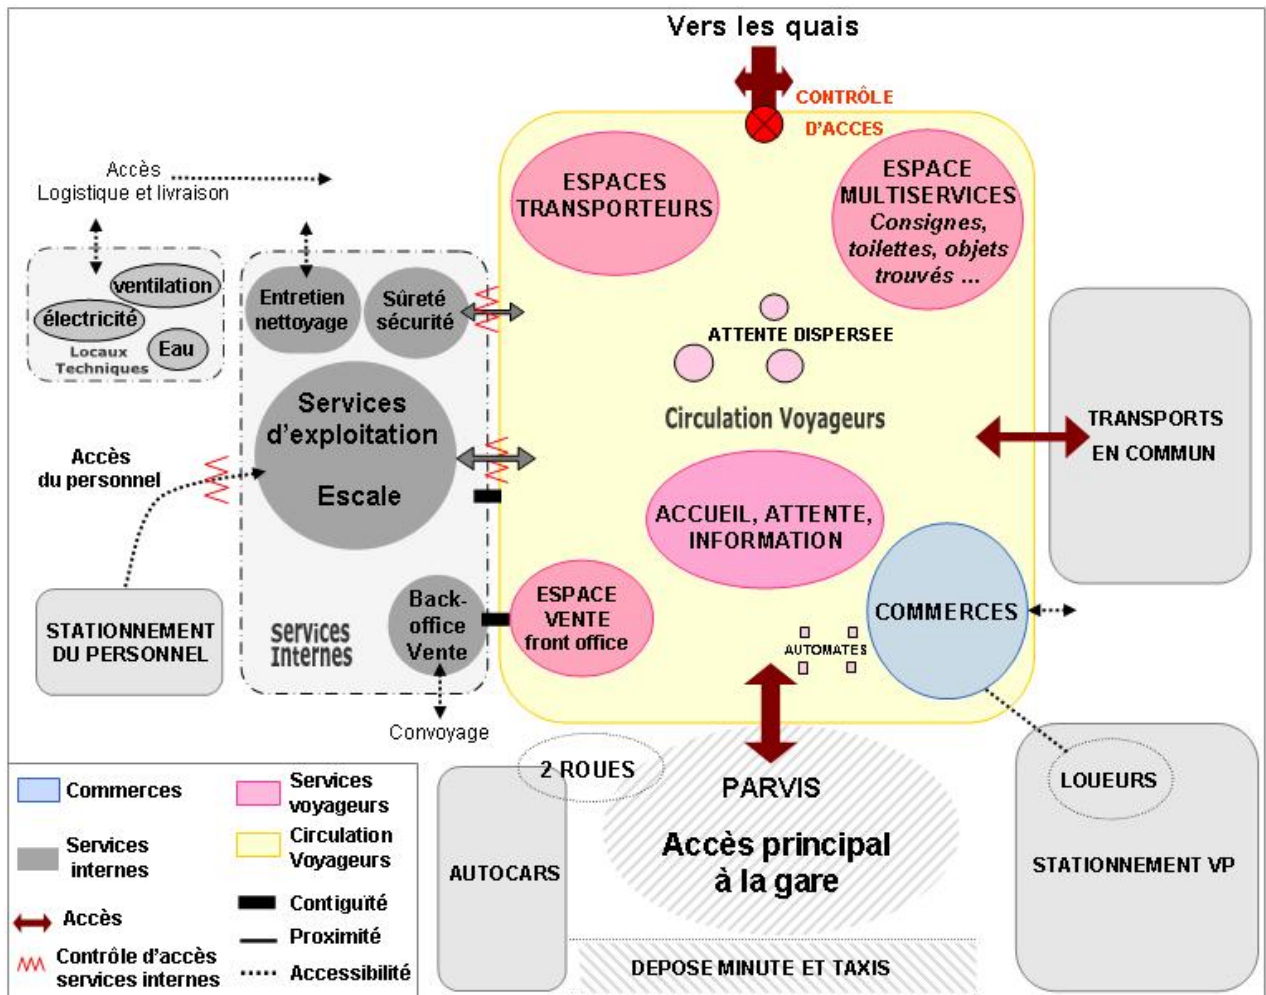 Vers les quais
CONTRÔLE
D'ACCES
Accès
Logistique et livraison
ESPACES
TRANSPORTEURS
ESPACE
MULTISERVICES
Consignes,
toilettes, objets
trouvés ...
ventilation
électricité
Eau
Locaux
Techniques
Entretien
nettoyage
Sûreté
sécurité
ATTENTE DISPERSEE
Circulation Voyageurs
Services
d'exploitation
Escale
TRANSPORTS
EN COMMUN
Accès
du personnel
ACCUEIL, ATTENTE,
INFORMATION
STATIONNEMENT
DU PERSONNEL
Services
Internes
Back-
office
Vente
ESPACE
VENTE
front office
COMMERCES
AUTOMATES
Convoyage
2 ROUES
PARVIS
Accès principal
à la gare
AUTOCARS
LOUEURS
STATIONNEMENT VP
DEPOSE MINUTE ET TAXIS
Commerces
Services
internes
Accès
Contrôle d'accès
services internes
Services
voyageurs
Circulation
Voyageurs
Contiguïté
Proximité
Accessibilité